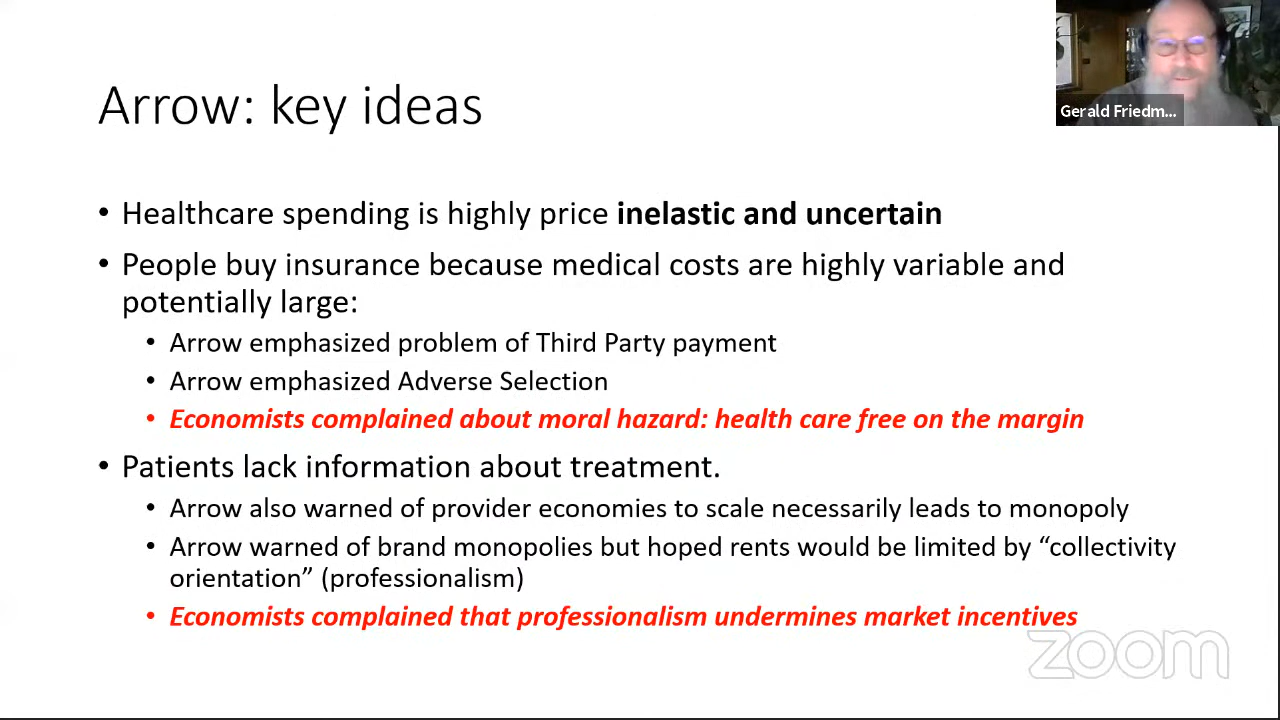 Gerald Friedm...
Arrow: key ideas
• Healthcare spending is highly price inelastic and uncertain
• People buy insurance because medical costs are highly variable and
potentially large:
• Arrow emphasized problem of Third Party payment
• Arrow emphasized Adverse Selection
• Economists complained about moral hazard: health care free on the margin
• Patients lack information about treatment.
• Arrow also warned of provider economies to scale necessarily leads to monopoly
• Arrow warned of brand monopolies but hoped rents would be limited by “collectivity
orientation” (professionalism)
• Economists complained that professionalism undermines market incentives
zoom